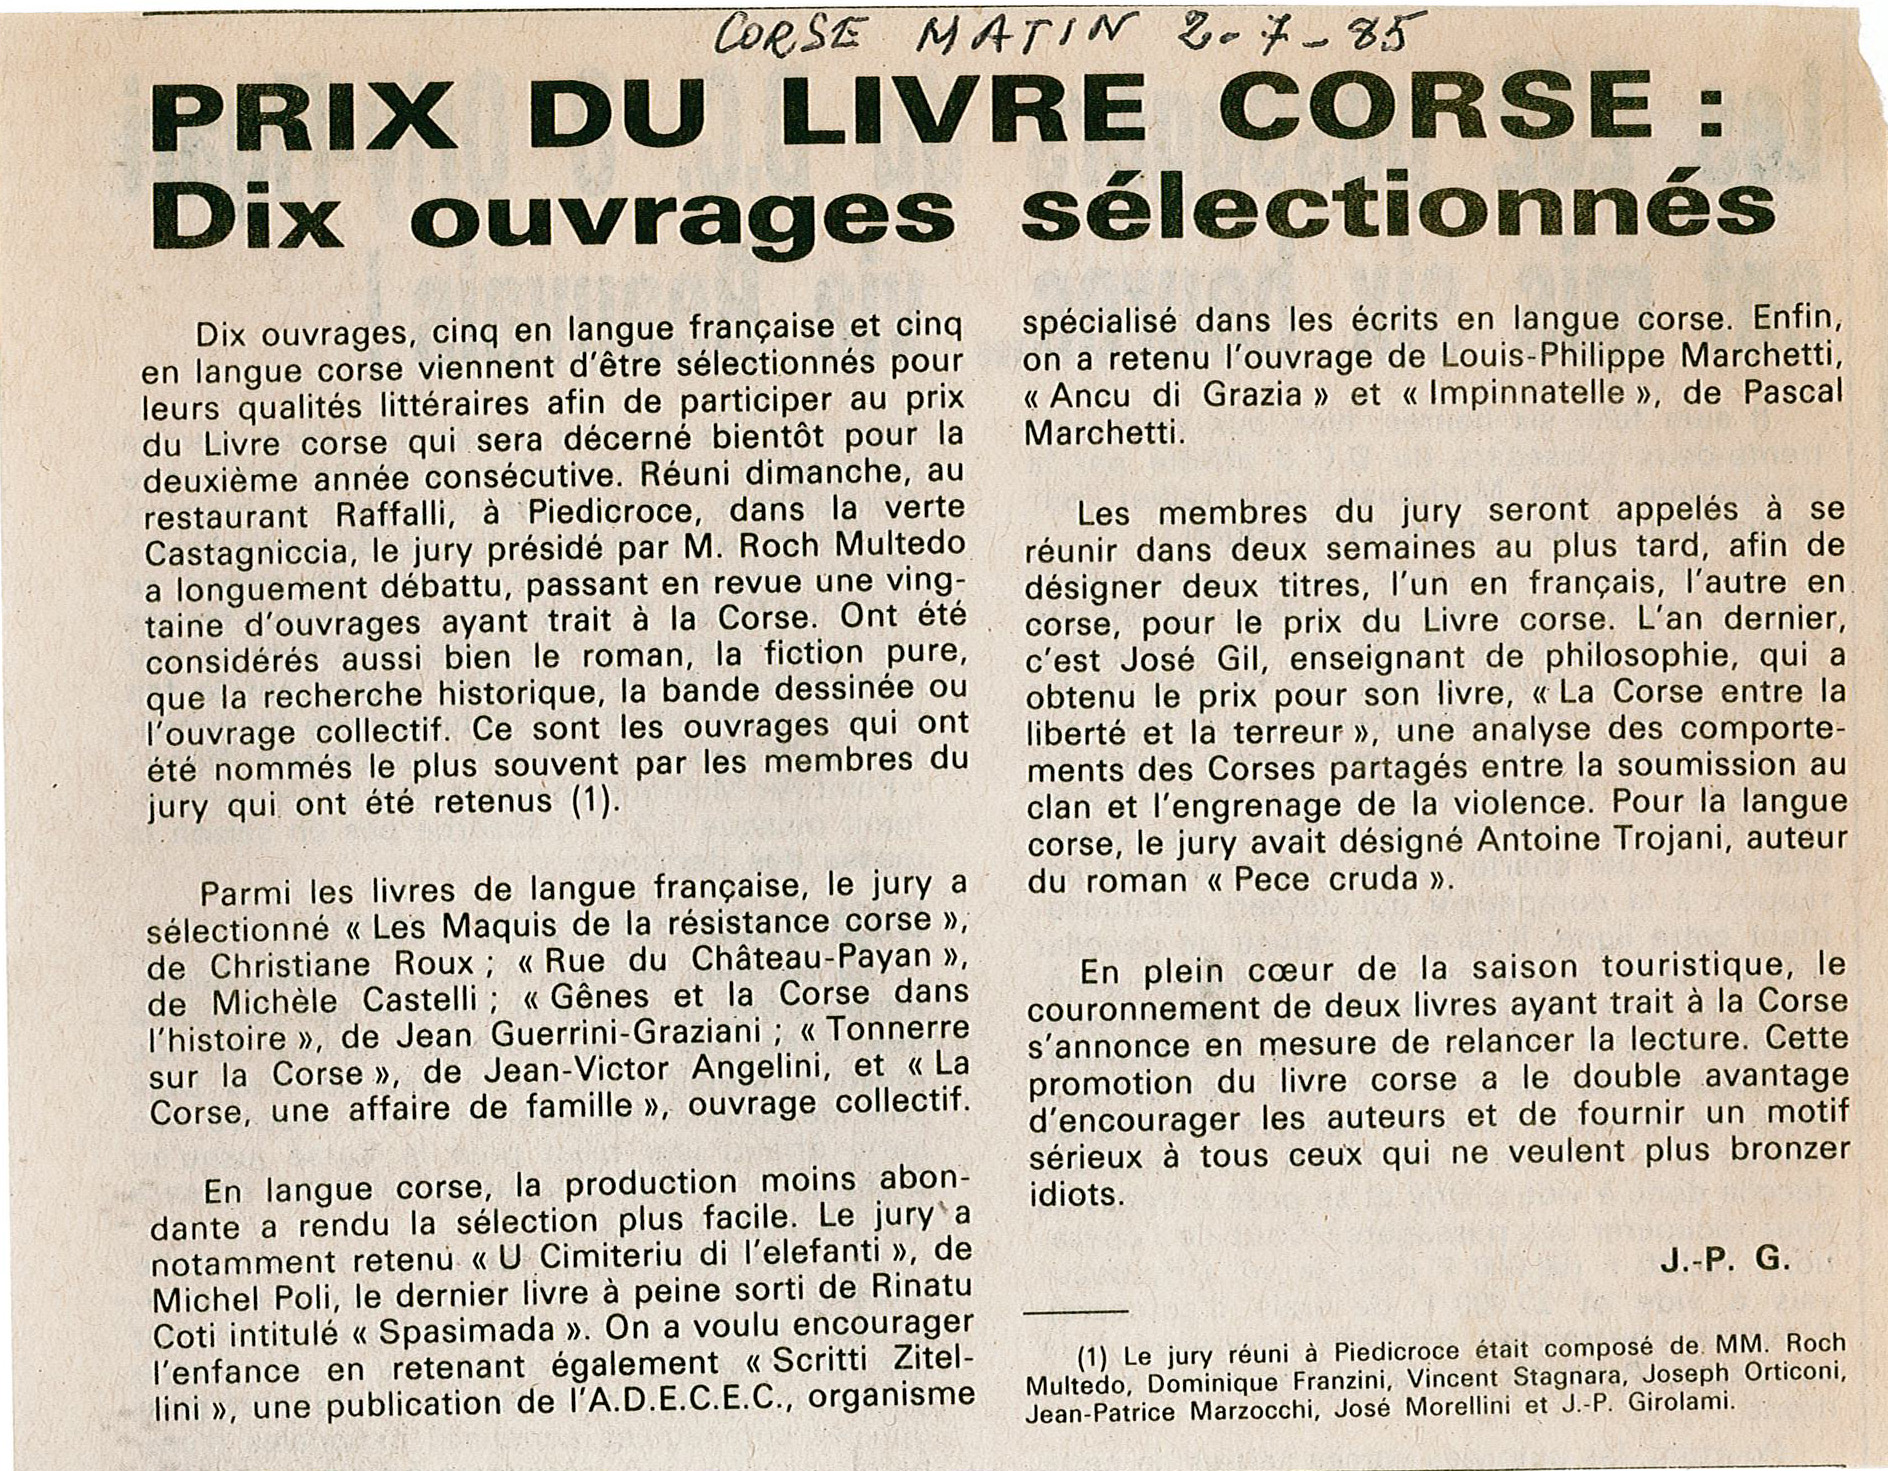 CORSE MATIN 2-7-85
PRIX DU LIVRE CORSE :
Dix ouvrages sélectionnés
Dix ouvrages, cinq en langue française et cinq
en langue corse viennent d'être sélectionnés pour
leurs qualités littéraires afin de participer au prix
du Livre corse qui sera décerné bientôt pour la
deuxième année consécutive. Réuni dimanche, au
restaurant Raffalli, à Piedicroce, dans la verte
Castagniccia, le jury présidé par M. Roch Multedo
a longuement débattu, passant en revue une ving-
taine d'ouvrages ayant trait à la Corse. Ont été
considérés aussi bien le roman, la fiction pure,
que la recherche historique, la bande dessinée ou
l'ouvrage collectif. Ce sont les ouvrages qui ont
été nommés le plus souvent par les membres du
jury qui ont été retenus (1).
Parmi les livres de langue française, le jury a
sélectionné « Les Maquis de la résistance corse »,
de Christiane Roux ; « Rue du Château-Payan »,
de Michèle Castelli ; « Gênes et la Corse dans
l'histoire », de Jean Guerrini-Graziani ; « Tonnerre
sur la Corse », de Jean-Victor Angelini, et « La
Corse, une affaire de famille », ouvrage collectif.
En langue corse, la production moins abon-
dante a rendu la sélection plus facile. Le jury a
notamment retenu « U Cimiteriu di l'elefanti », de
Michel Poli, le dernier livre à peine sorti de Rinatu
Coti intitulé « Spasimada ». On a voulu encourager
l'enfance en retenant également « Scritti Zitel-
lini », une publication de l'A.D.E.C.E.C., organisme
spécialisé dans les écrits en langue corse. Enfin,
on a retenu l'ouvrage de Louis-Philippe Marchetti,
« Ancu di Grazia » et « Impinnatelle », de Pascal
Marchetti.
Les membres du jury seront appelés à se
réunir dans deux semaines au plus tard, afin de
désigner deux titres, l'un en français, l'autre en
corse, pour le prix du Livre corse. L'an dernier,
c'est José Gil, enseignant de philosophie, qui a
obtenu le prix pour son livre, « La Corse entre la
liberté et la terreur », une analyse des comporte-
ments des Corses partagés entre la soumission au
clan et l'engrenage de la violence. Pour la langue
corse, le jury avait désigné Antoine Trojani, auteur
du roman « Pece cruda ».
En plein cœur de la saison touristique, le
couronnement de deux livres ayant trait à la Corse
s'annonce en mesure de relancer la lecture. Cette
promotion du livre corse a le double avantage
d'encourager les auteurs et de fournir un motif
sérieux à tous ceux qui ne veulent plus bronzer
idiots.
J.-P. G.
(1) Le jury réuni à Piedicroce était composé de MM. Roch
Multedo, Dominique Franzini, Vincent Stagnara, Joseph Orticoni,
Jean-Patrice Marzocchi, José Morellini et J.-P. Girolami.